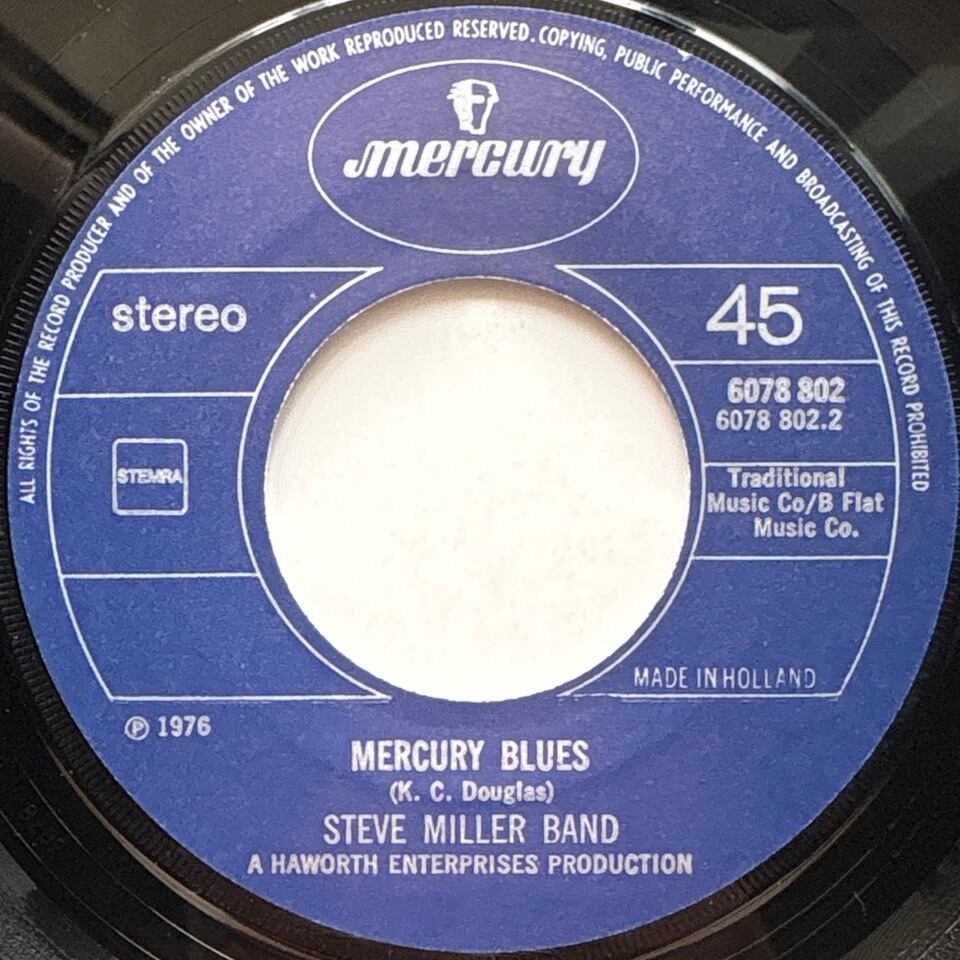 ALL RIGHTS OF THE RECORD PRODUCER AND OF THE OWNER OF THE WORK REPRODUCED RESERVED. COPYING, PUBLIC PERFORMANCE AND BROADCASTING OF THIS RECORD PROHIBITED
mercury
stereo
45
6078 802
6078 802.2
STEMRA
Traditional
Music Co/B Flat
Music Co.
MADE IN HOLLAND
℗ 1976
MERCURY BLUES
(K. C. Douglas)
STEVE MILLER BAND
A HAWORTH ENTERPRISES PRODUCTION